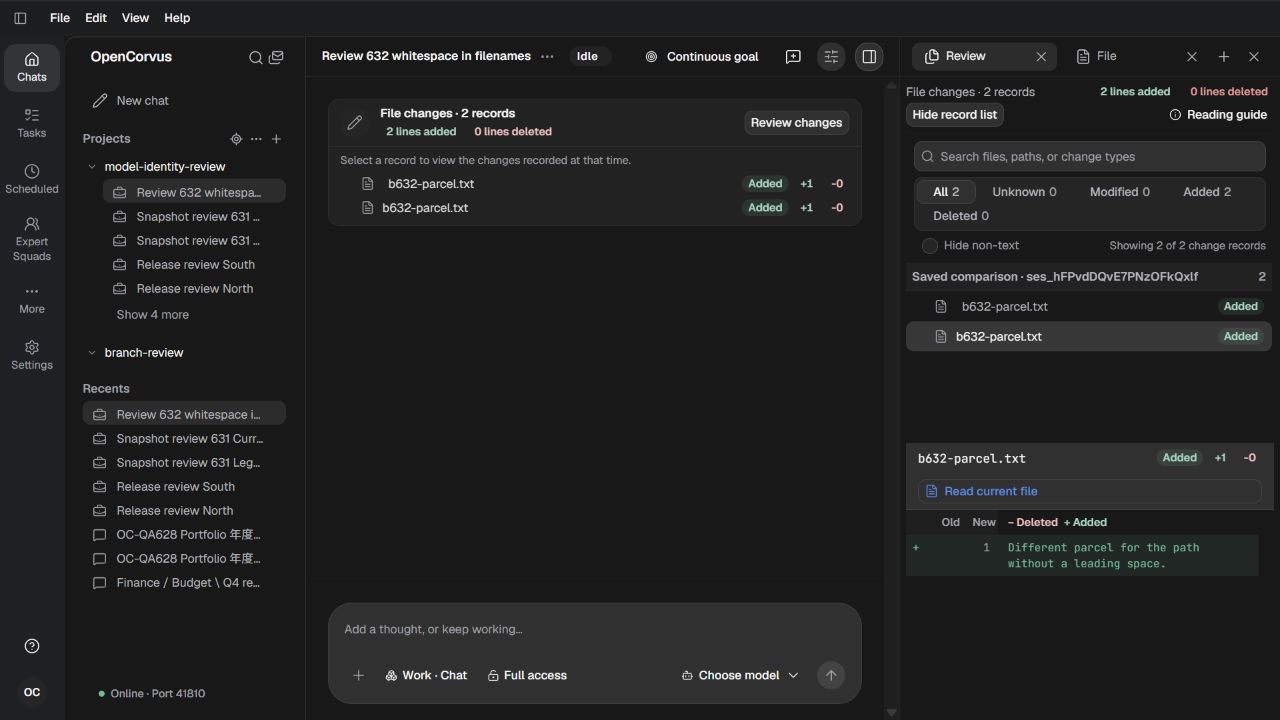 File Edit View Help
Chats
Tasks
Scheduled
Expert
Squads
More
Settings
OC
OpenCorvus
New chat
Projects
model-identity-review
Review 632 whitespa...
Snapshot review 631 ...
Snapshot review 631 ...
Release review South
Release review North
Show 4 more
branch-review
Recents
Review 632 whitespace i...
Snapshot review 631 Curr...
Snapshot review 631 Leg...
Release review South
Release review North
OC-QA628 Portfolio 年度...
OC-QA628 Portfolio 年度...
Finance / Budget \ Q4 re...
Online · Port 41810
Review 632 whitespace in filenames ··· Idle Continuous goal
File changes · 2 records
2 lines added 0 lines deleted
Review changes
Select a record to view the changes recorded at that time.
b632-parcel.txt Added +1 -0
b632-parcel.txt Added +1 -0
Add a thought, or keep working...
Work · Chat Full access Choose model
Review File
File changes · 2 records 2 lines added 0 lines deleted
Hide record list Reading guide
Search files, paths, or change types
All 2 Unknown 0 Modified 0 Added 2
Deleted 0
Hide non-text Showing 2 of 2 change records
Saved comparison · ses_hFPvdDQvE7PNzOFkQxlf 2
b632-parcel.txt Added
b632-parcel.txt Added
b632-parcel.txt Added +1 -0
Read current file
Old New − Deleted + Added
+ 1 Different parcel for the path
without a leading space.